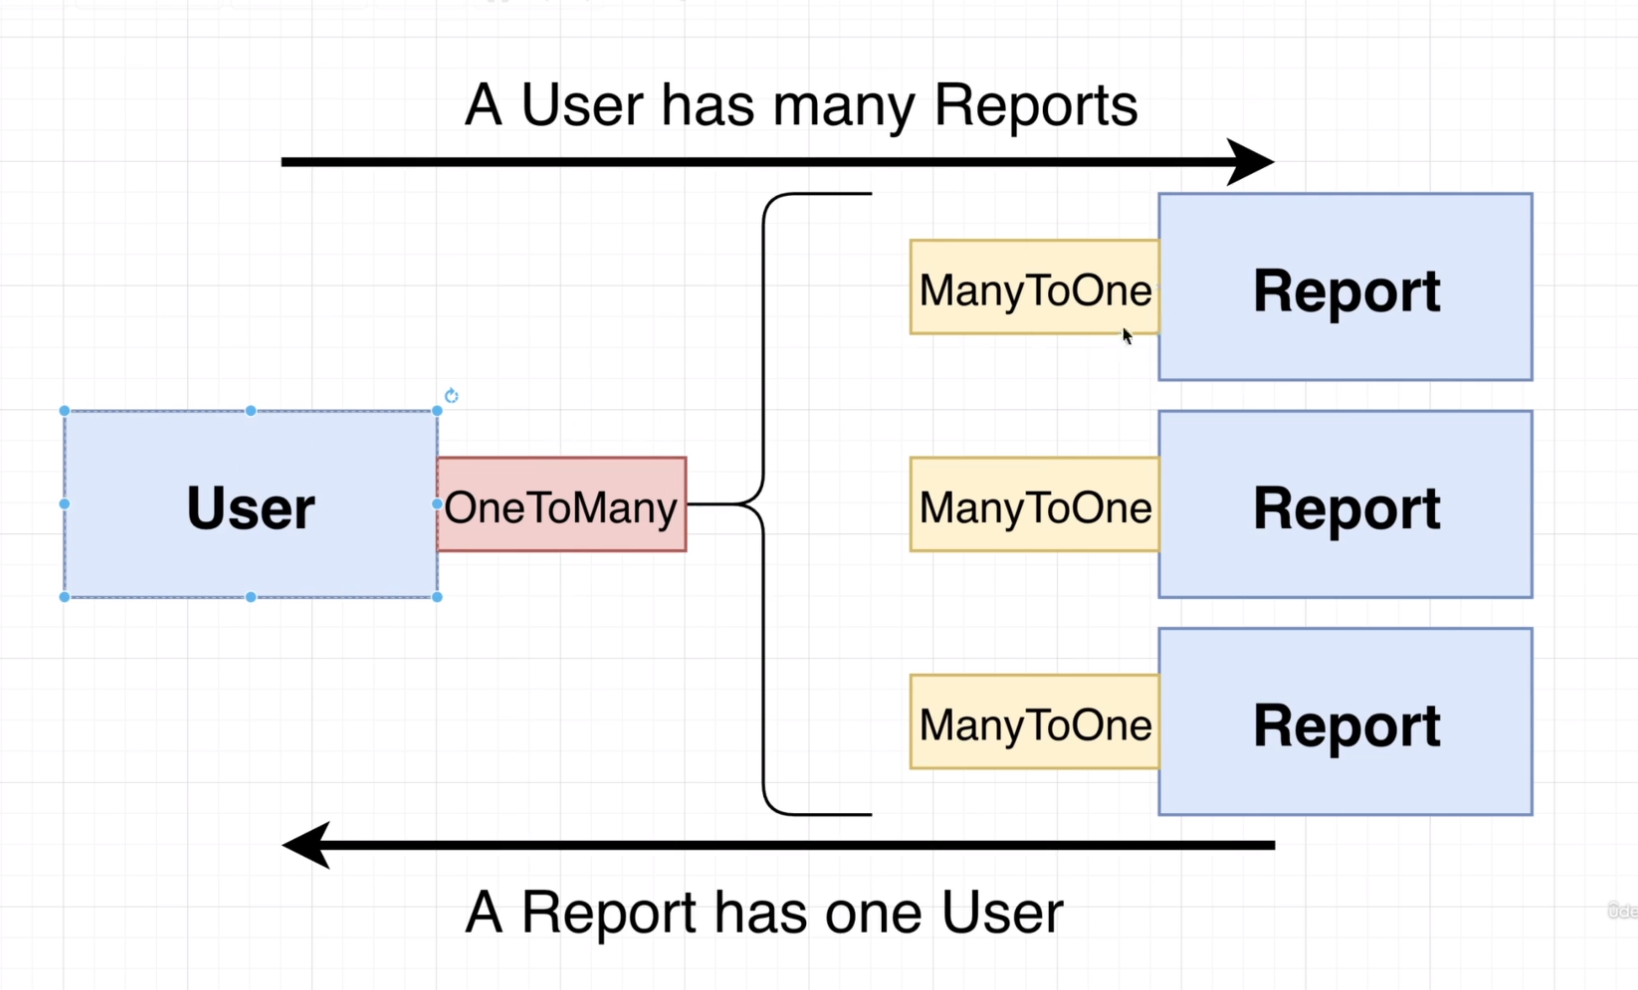 A User has many Reports
ManyToOne
Report
User
OneToMany
ManyToOne
Report
ManyToOne
Report
A Report has one User